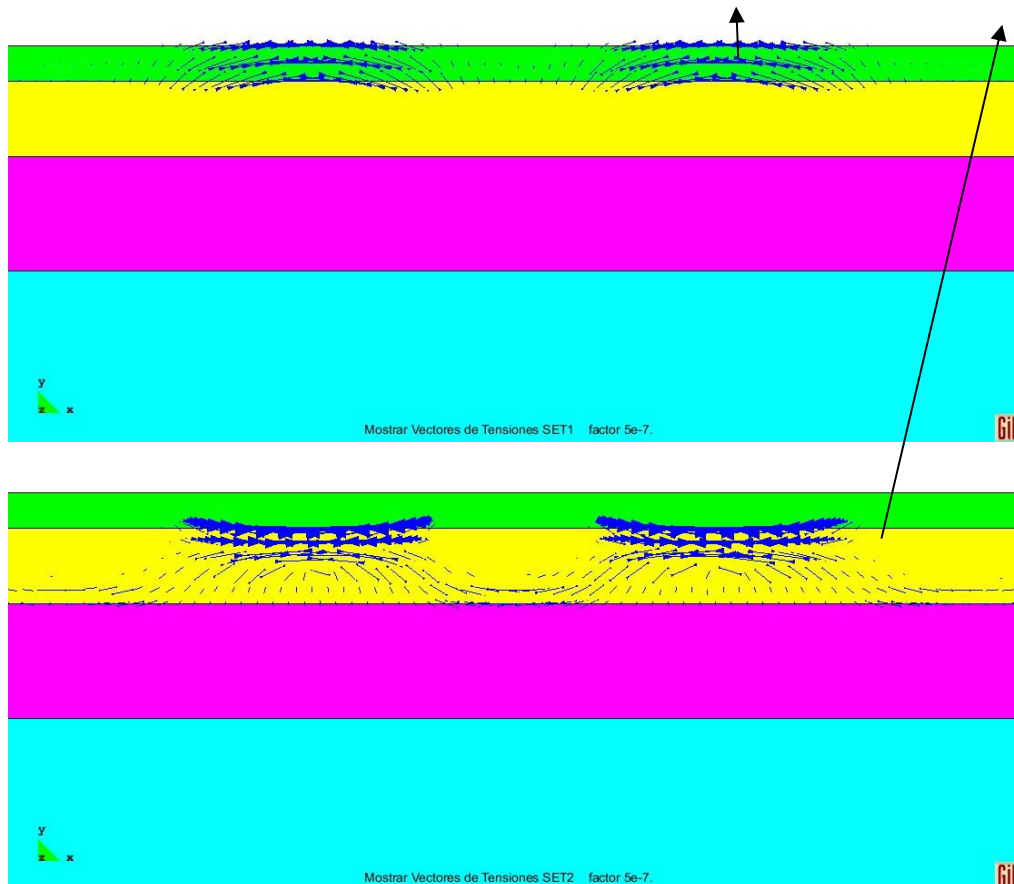 y
z x
Mostrar Vectores de Tensiones SET1 factor 5e-7.
y
z x
Mostrar Vectores de Tensiones SET2 factor 5e-7.